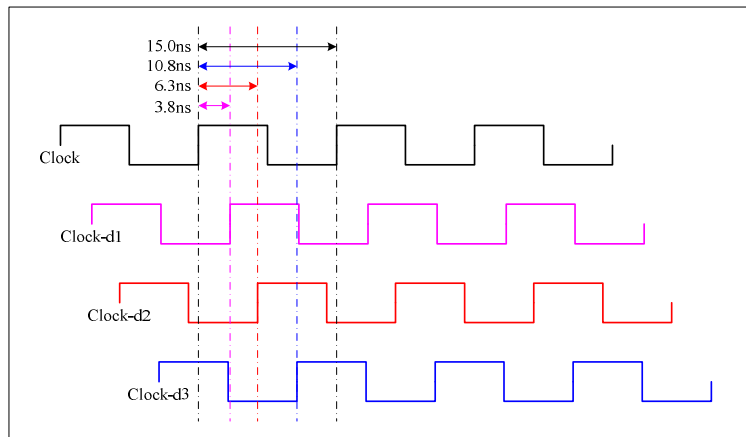 15.0ns
10.8ns
6.3ns
3.8ns
Clock
Clock-d1
Clock-d2
Clock-d3